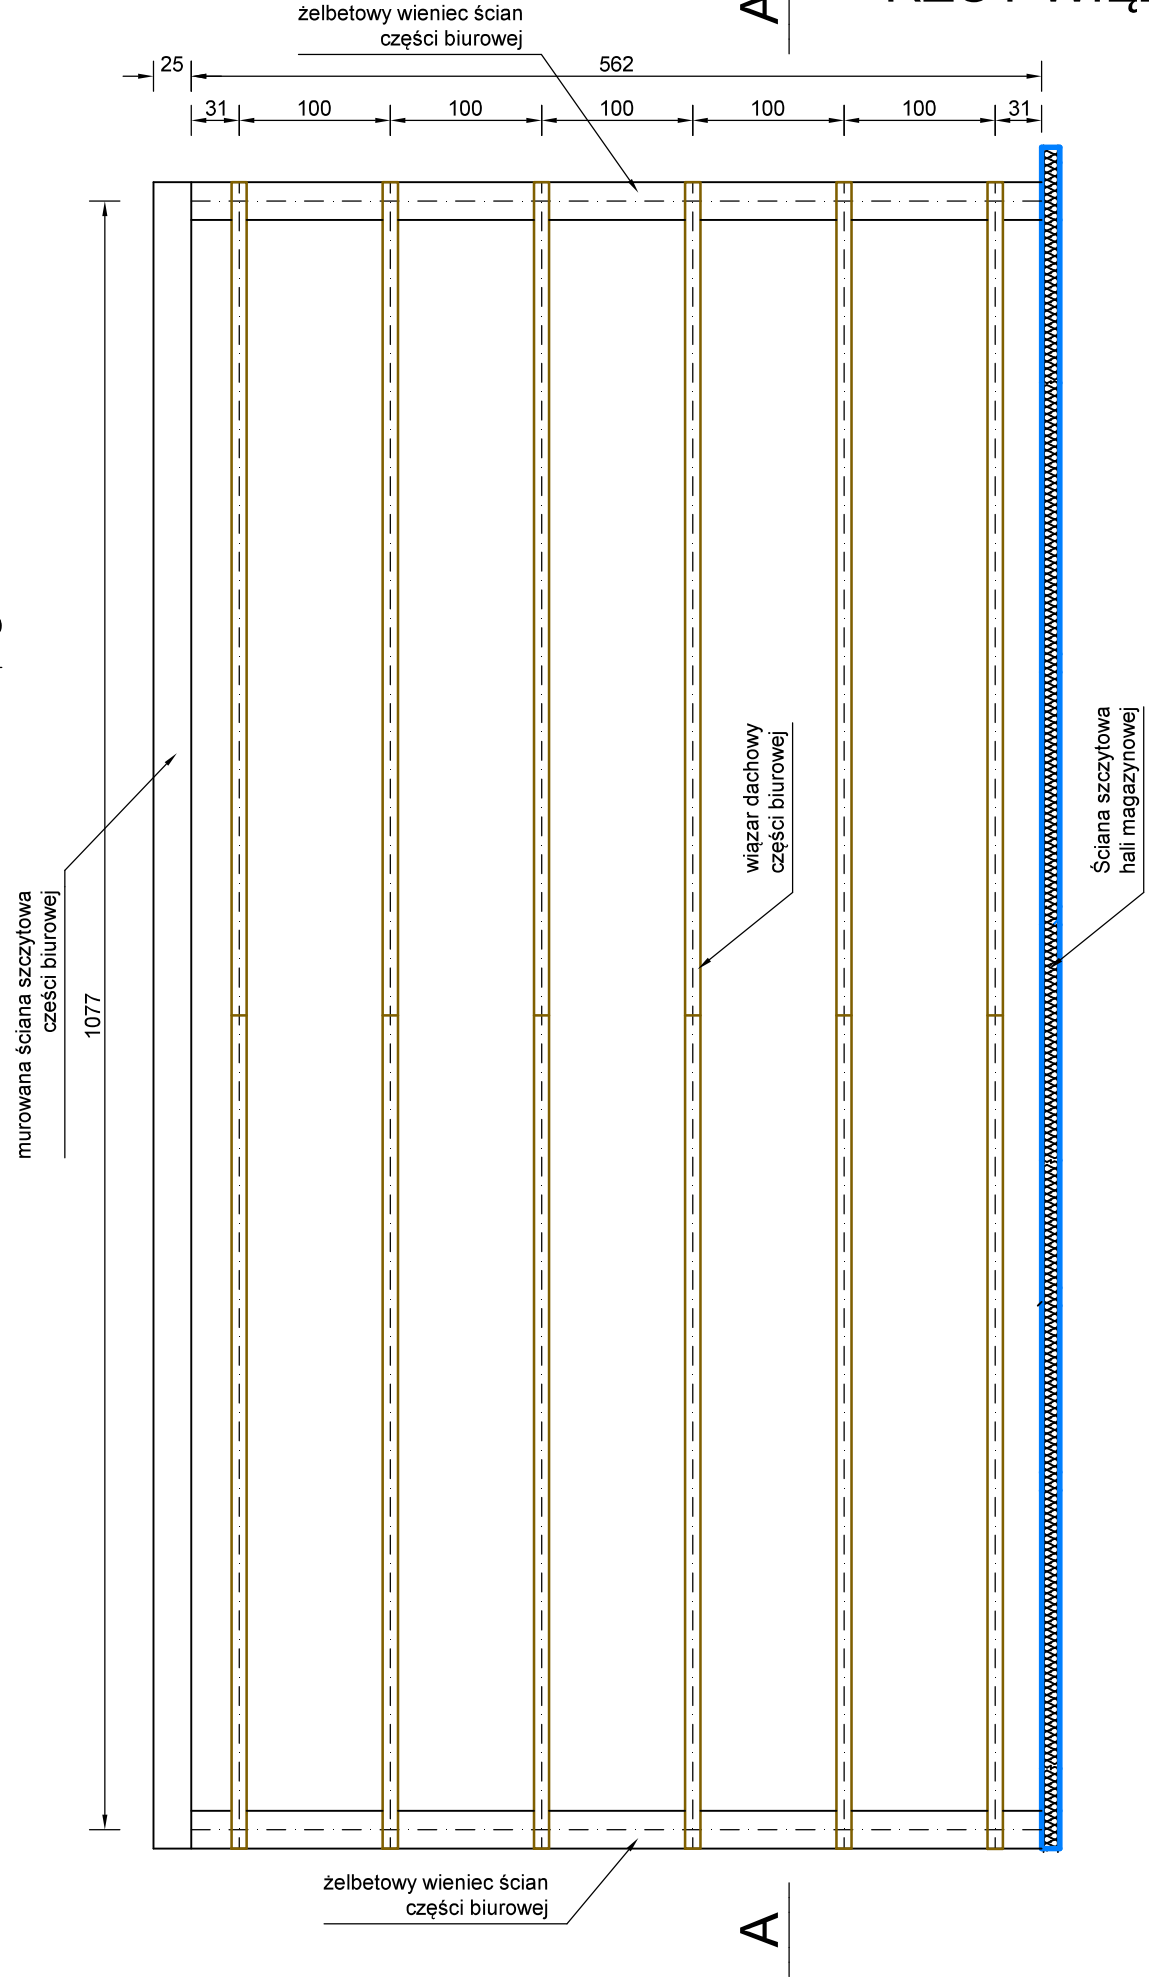 żelbetowy wieniec ścian
części biurowej
A
25
562
31
100
100
100
100
100
31
murowana ściana szczytowa
cześci biurowej
1077
wiązar dachowy
części biurowej
Ściana szczytowa
hali magazynowej
żelbetowy wieniec ścian
części biurowej
A